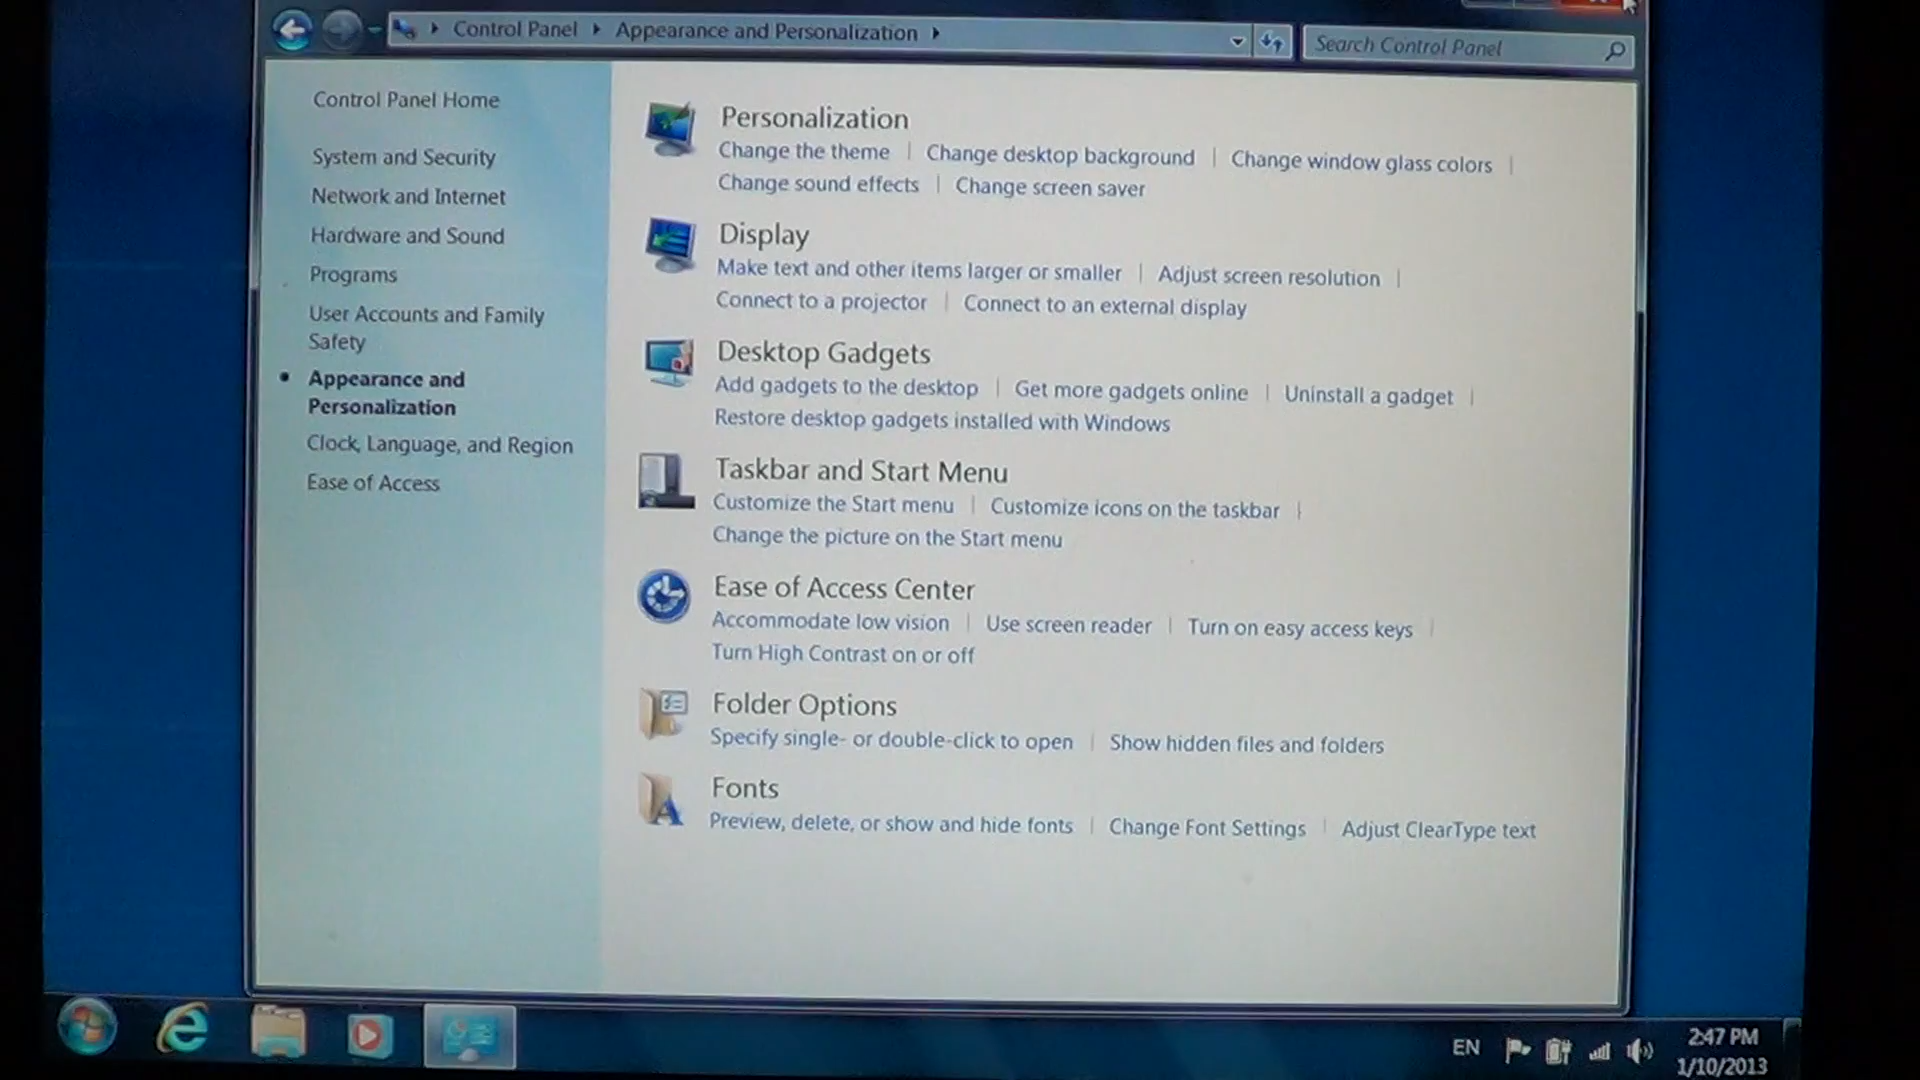 Control Panel Appearance and Personalization
Search Control Panel
Control Panel Home
System and Security
Network and Internet
Hardware and Sound
Programs
User Accounts and Family
Safety
Appearance and
Personalization
Clock, Language, and Region
Ease of Access
Personalization
Change the theme Change desktop background Change window glass colors
Change sound effects Change screen saver
Display
Make text and other items larger or smaller Adjust screen resolution
Connect to a projector Connect to an external display
Desktop Gadgets
Add gadgets to the desktop Get more gadgets online Uninstall a gadget
Restore desktop gadgets installed with Windows
Taskbar and Start Menu
Customize the Start menu Customize icons on the taskbar
Change the picture on the Start menu
Ease of Access Center
Accommodate low vision Use screen reader Turn on easy access keys
Turn High Contrast on or off
Folder Options
Specify single- or double-click to open Show hidden files and folders
Fonts
Preview, delete, or show and hide fonts Change Font Settings Adjust ClearType text
EN
2:47 PM
1/10/2013